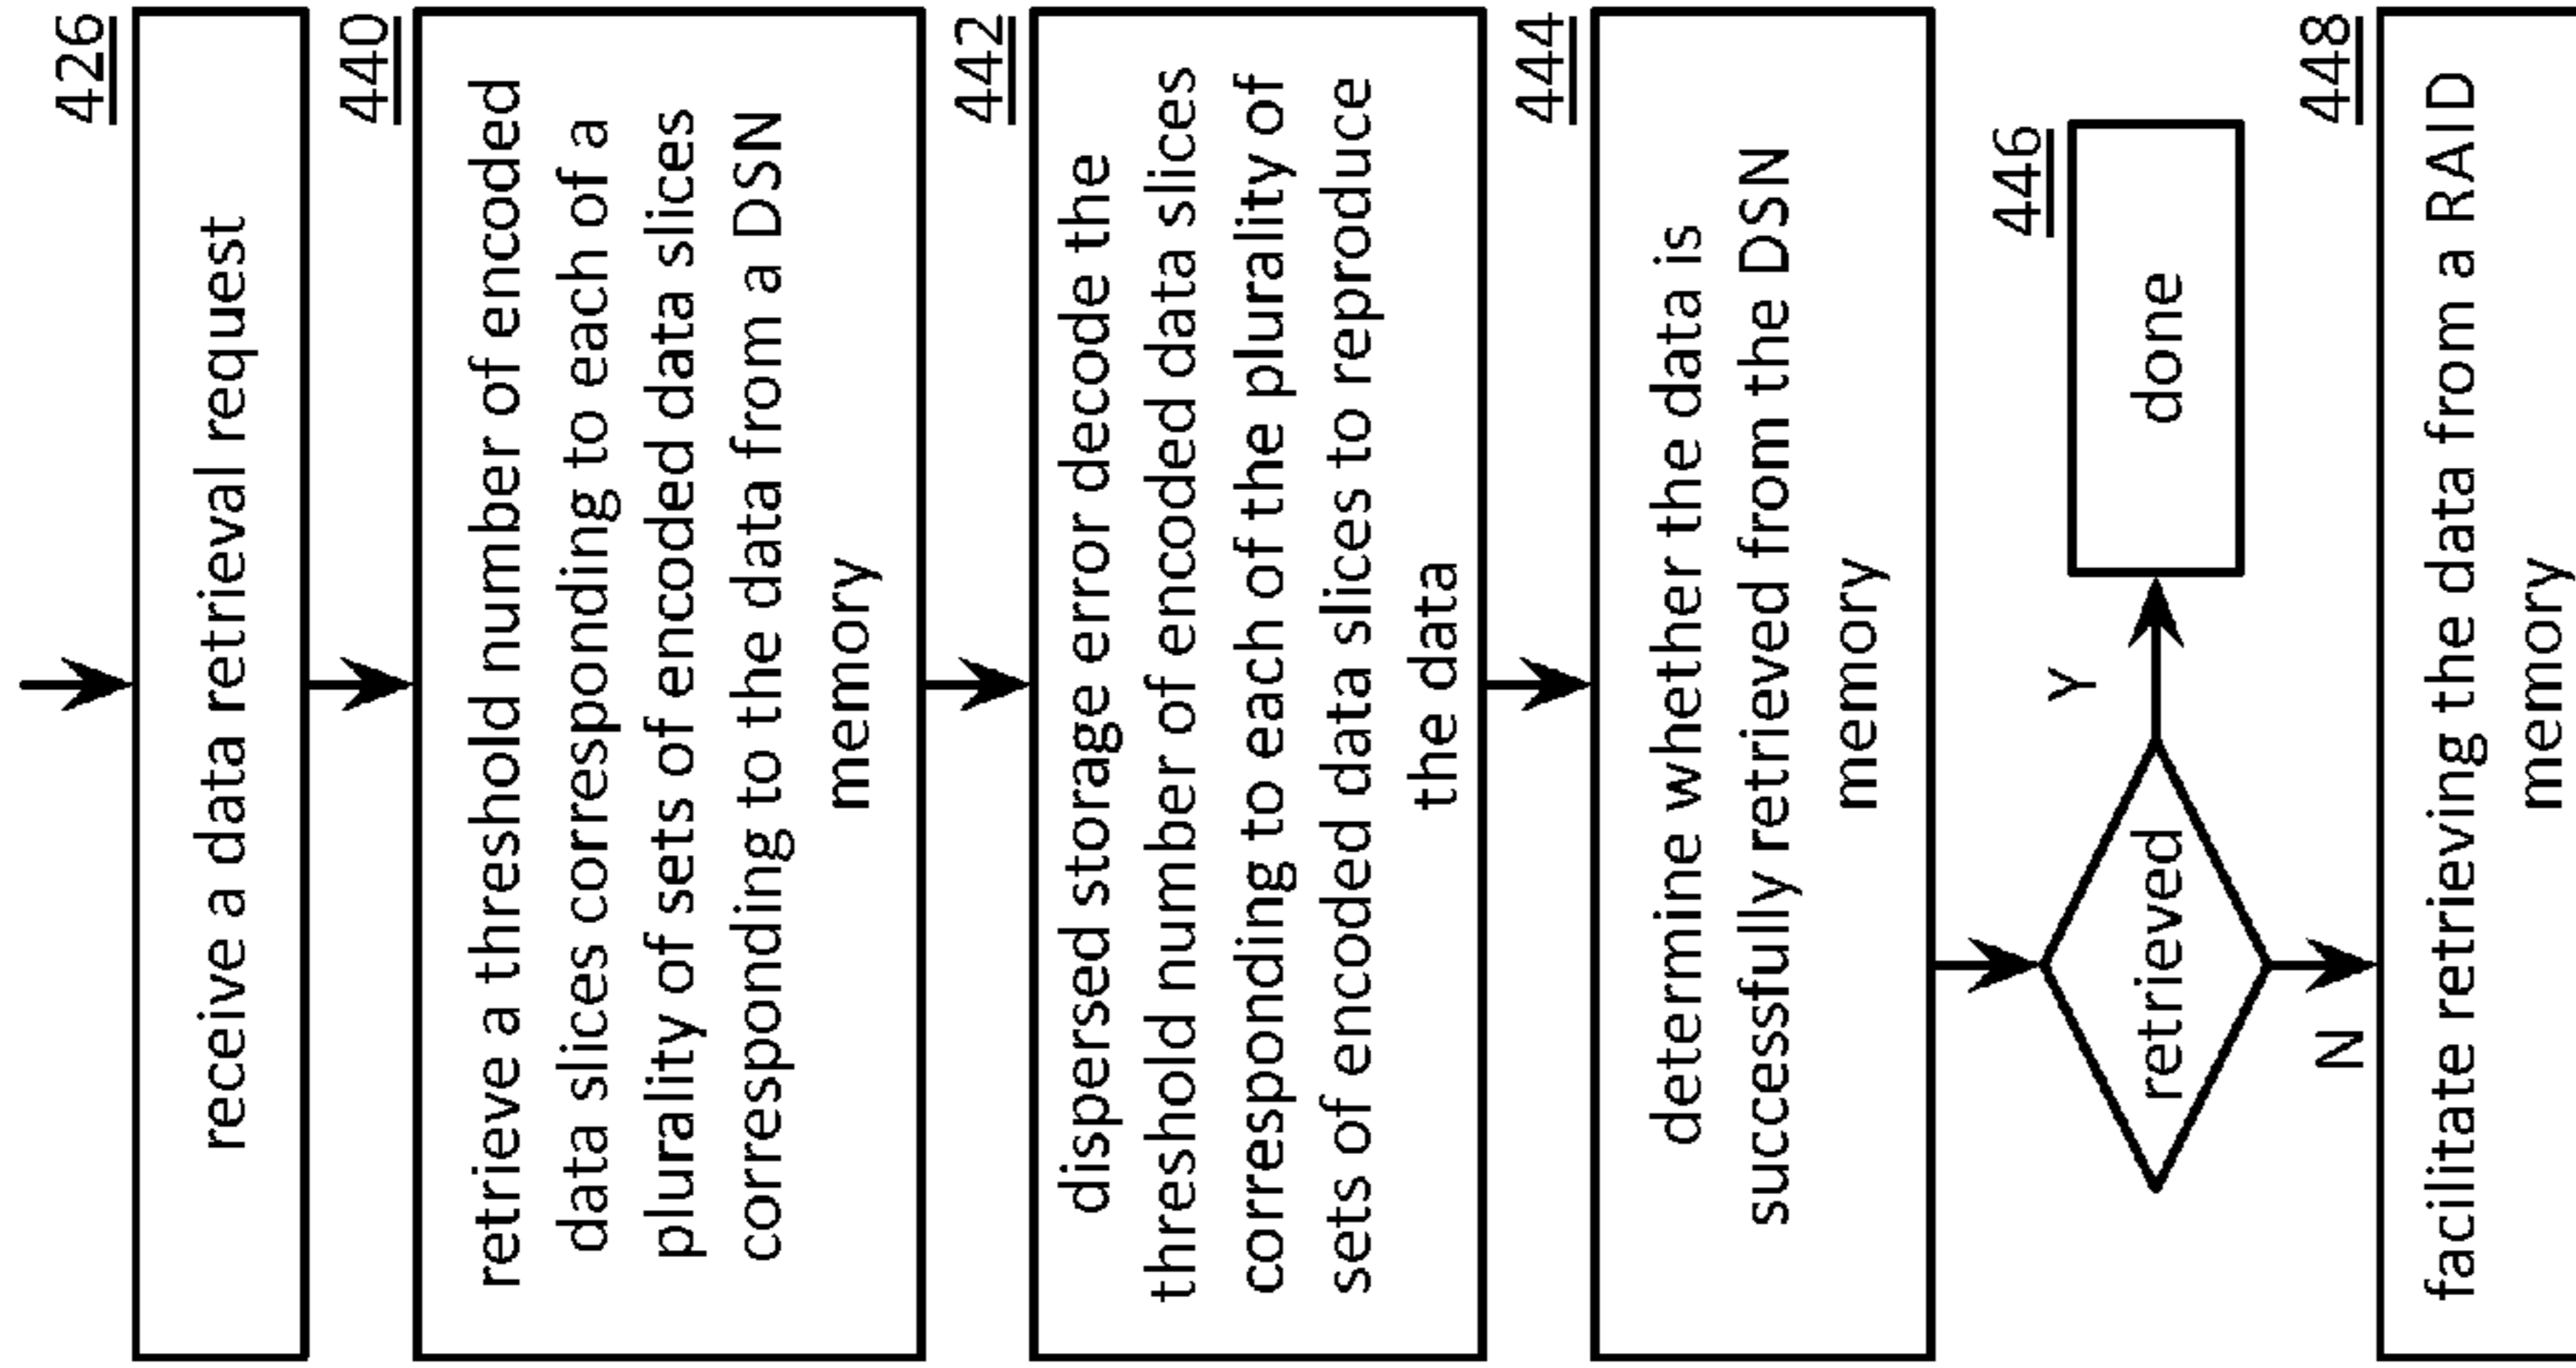 426
receive a data retrieval request
440
retrieve a threshold number of encoded
data slices corresponding to each of a
plurality of sets of encoded data slices
corresponding to the data from a DSN
memory
442
dispersed storage error decode the
threshold number of encoded data slices
corresponding to each of the plurality of
sets of encoded data slices to reproduce
the data
444
determine whether the data is
successfully retrieved from the DSN
memory
retrieved
Y
446
done
N
448
facilitate retrieving the data from a RAID
memory